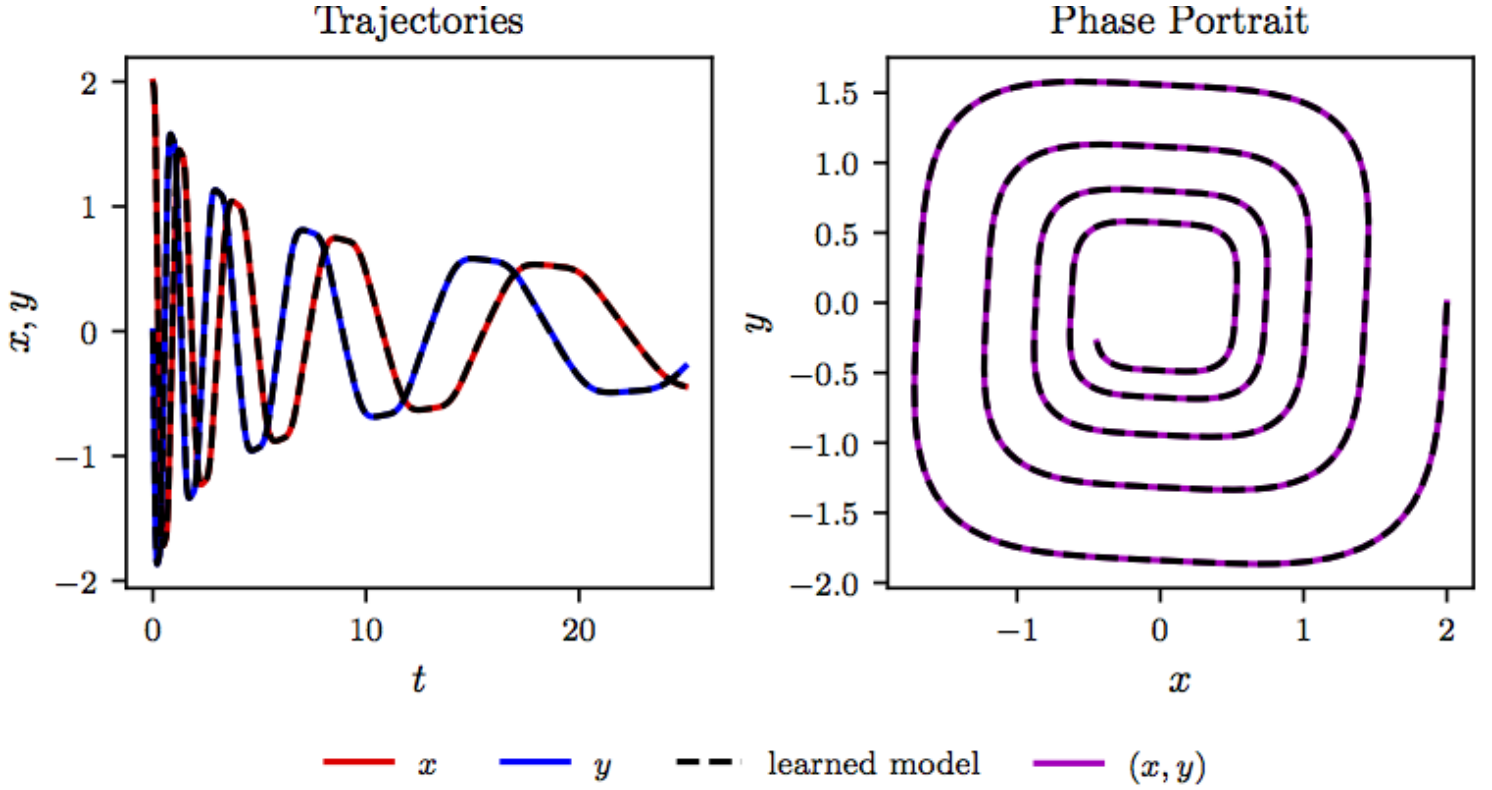 Trajectories
2
1
0
−1
−2
x, y
0
10
20
t
Phase Portrait
1.5
1.0
0.5
0.0
−0.5
−1.0
−1.5
−2.0
y
−1
0
1
2
x
x
y
learned model
(x, y)